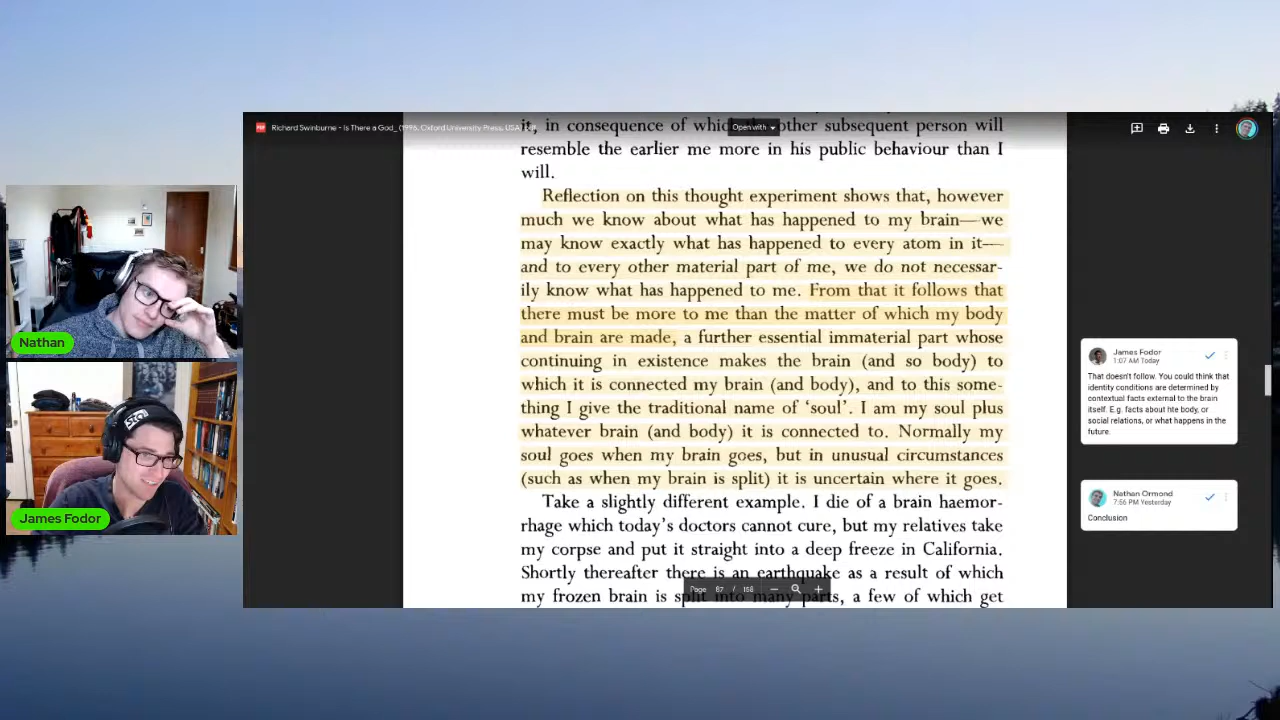 Richard Swinburne - Is There a God_ (1996, Oxford University Press, USA)
Open with
it, in consequence of which the other subsequent person will
resemble the earlier me more in his public behaviour than I
will.
Reflection on this thought experiment shows that, however
much we know about what has happened to my brain—we
may know exactly what has happened to every atom in it—
and to every other material part of me, we do not necessar-
ily know what has happened to me. From that it follows that
there must be more to me than the matter of which my body
and brain are made, a further essential immaterial part whose
continuing in existence makes the brain (and so body) to
which it is connected my brain (and body), and to this some-
thing I give the traditional name of ‘soul’. I am my soul plus
whatever brain (and body) it is connected to. Normally my
soul goes when my brain goes, but in unusual circumstances
(such as when my brain is split) it is uncertain where it goes.
Take a slightly different example. I die of a brain haemor-
rhage which today's doctors cannot cure, but my relatives take
my corpse and put it straight into a deep freeze in California.
Shortly thereafter there is an earthquake as a result of which
my frozen brain is split into many parts, a few of which get
Page 87 / 158
James Fodor
1:07 AM Today
That doesn't follow. You could think that
identity conditions are determined by
contextual facts external to the brain
itself. E.g. facts about hte body, or
social relations, or what happens in the
future.
Nathan Ormond
7:56 PM Yesterday
Conclusion
Nathan
James Fodor